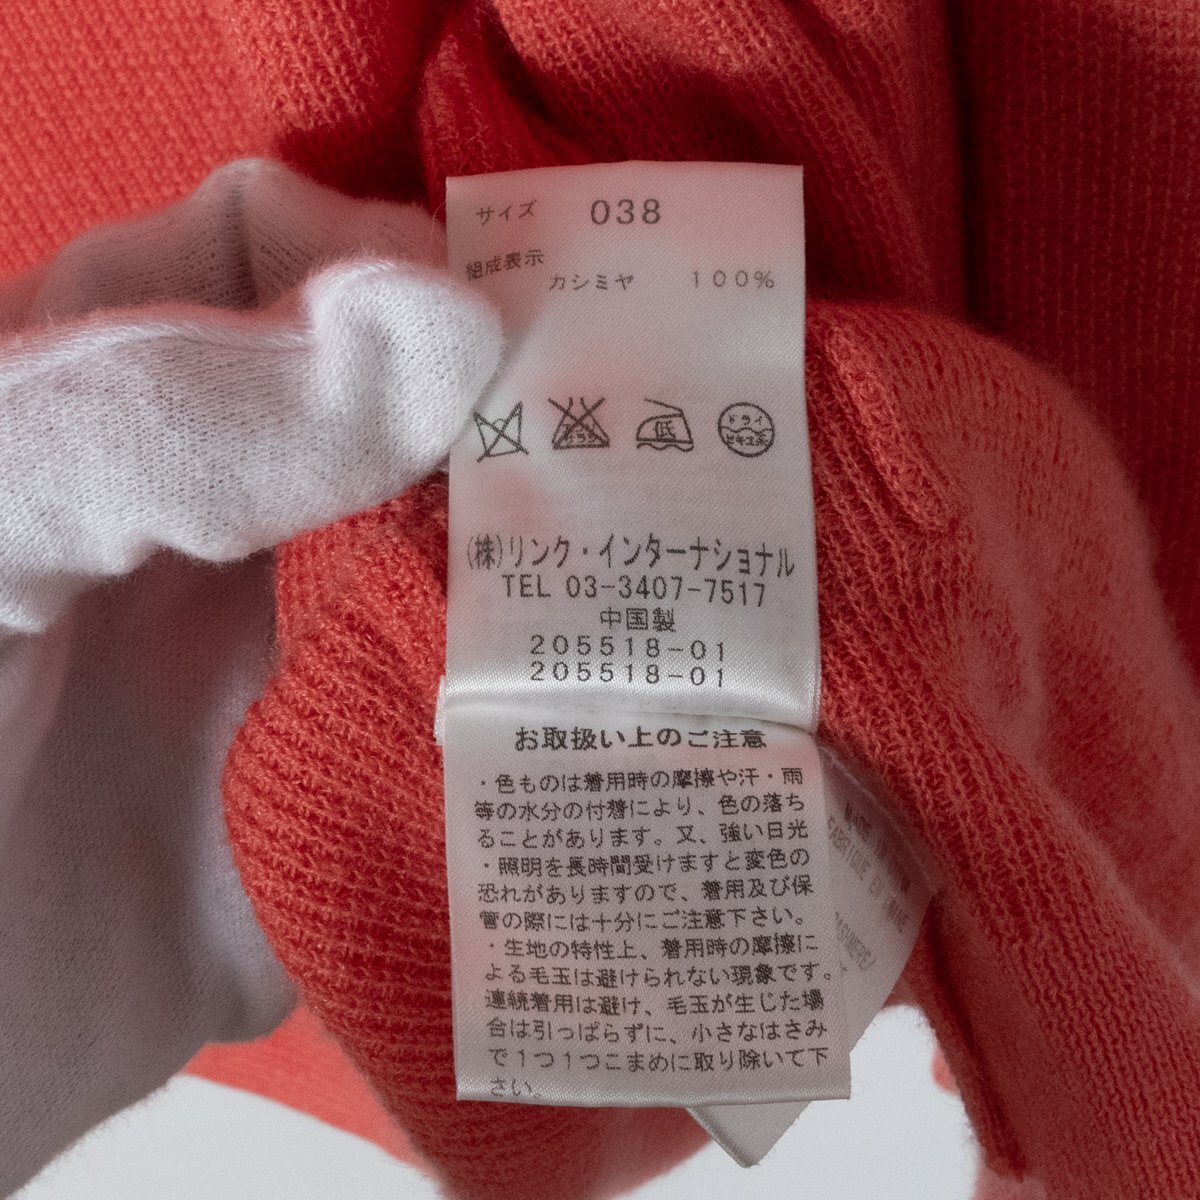 サイズ 038
組成表示
カシミヤ 100%
低
ドライ
セキユ系
(株)リンク・インターナショナル
TEL 03-3407-7517
中国製
205518-01
205518-01
お取扱い上のご注意
・色ものは着用時の摩擦や汗・雨
等の水分の付着により、色の落ち
ることがあります。又、強い日光
・照明を長時間受けますと変色の
恐れがありますので、着用及び保
管の際には十分にご注意下さい。
・生地の特性上、着用時の摩擦に
よる毛玉は避けられない現象です。
連続着用は避け、毛玉が生じた場
合は引っぱらずに、小さなはさみ
で1つ1つこまめに取り除いて下
さい。
MADE